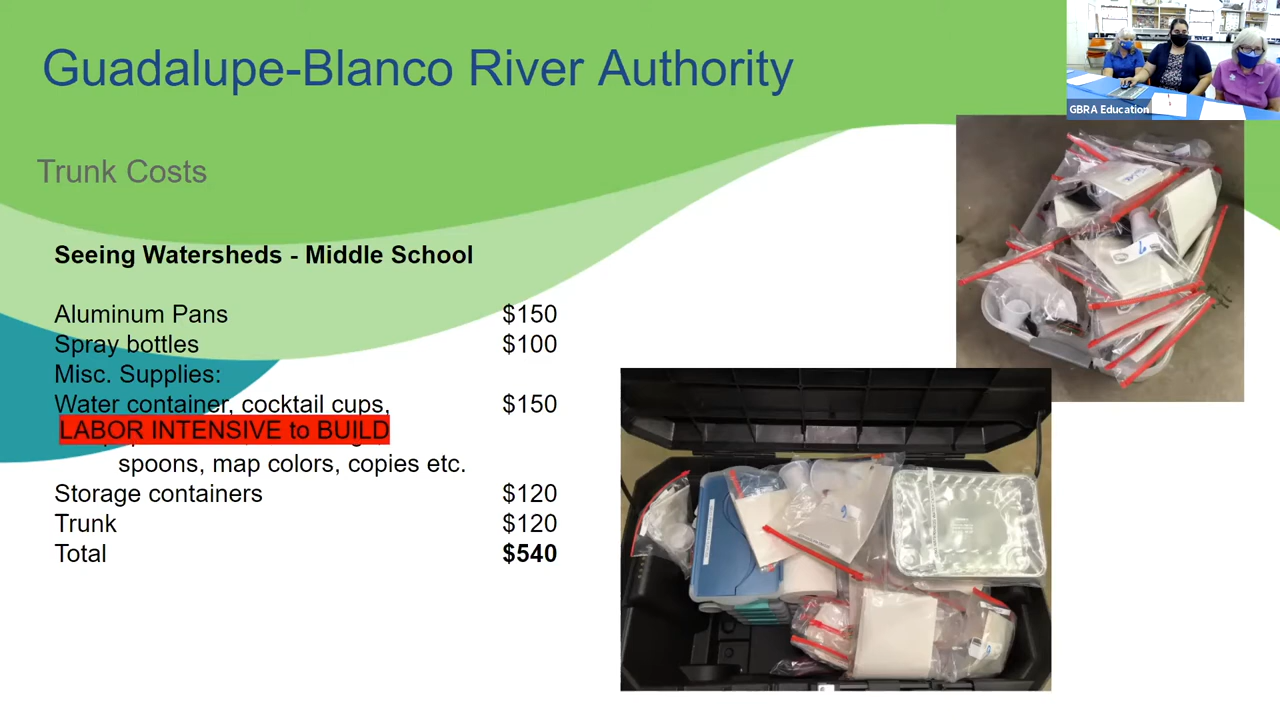 Guadalupe-Blanco River Authority
GBRA Education
Trunk Costs
Seeing Watersheds - Middle School
Aluminum Pans $150
Spray bottles $100
Misc. Supplies:
Water container, cocktail cups, $150
LABOR INTENSIVE to BUILD
spoons, map colors, copies etc.
Storage containers $120
Trunk $120
Total $540